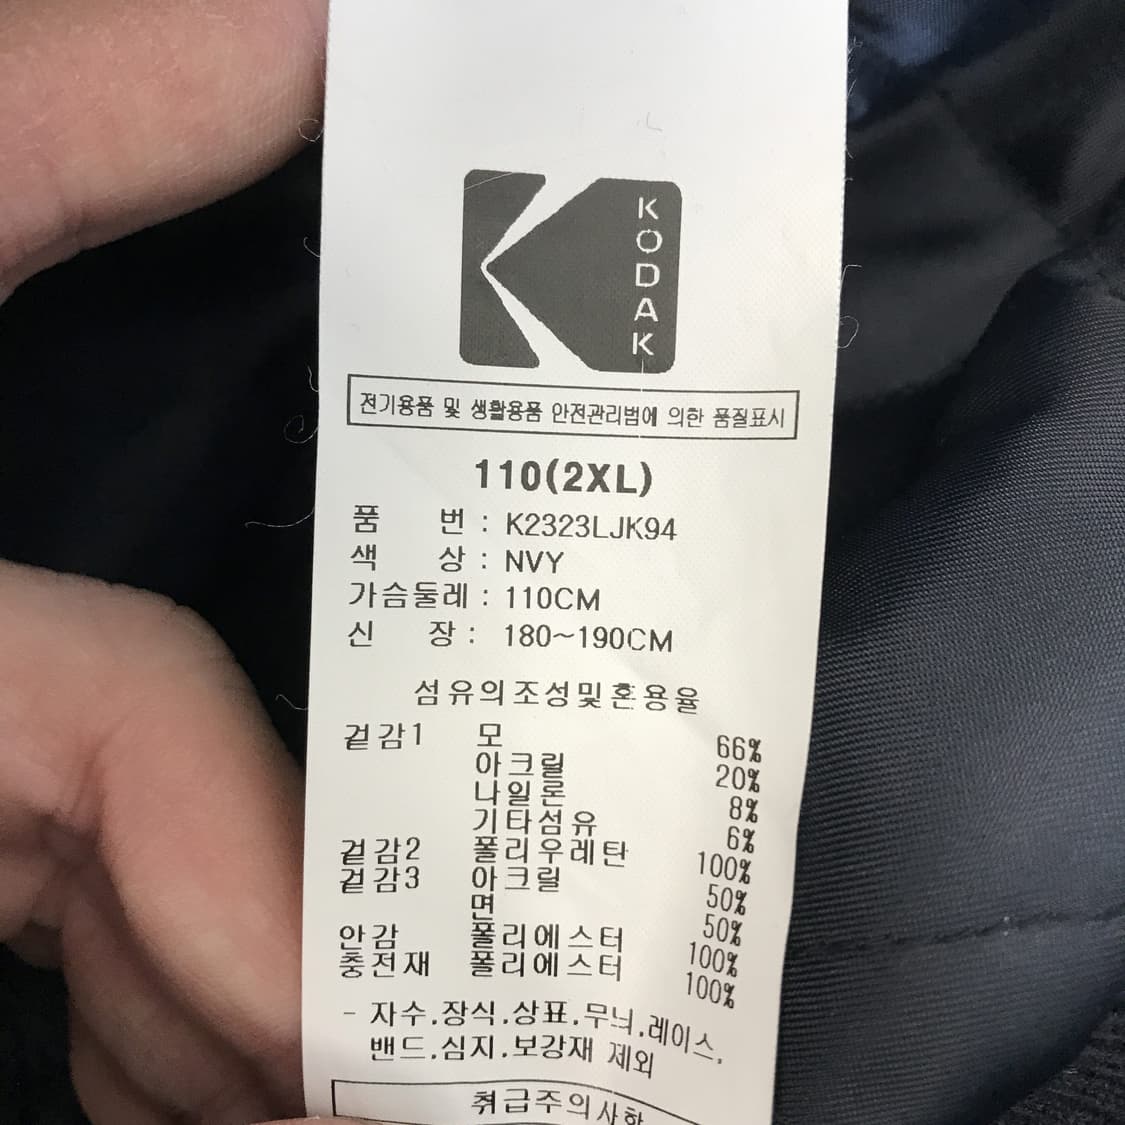 KODAK
전기용품 및 생활용품 안전관리법에 의한 품질표시
110(2XL)
품 번 : K2323LJK94
색 상 : NVY
가슴둘레 : 110CM
신 장 : 180~190CM
섬유의조성및혼용율
겉감1 모 66%
아크릴 20%
나일론 8%
기타섬유 6%
겉감2 폴리우레탄 100%
겉감3 아크릴 50%
면 50%
안감 폴리에스터 100%
충전재 폴리에스터 100%
- 자수.장식.상표.무늬.레이스.
밴드.심지.보강재 제외
취급주의사항